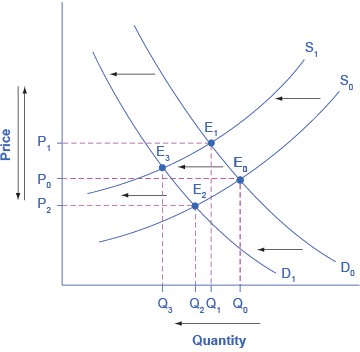 S₁
S₀
E₁
P₁
E₃
E₀
P₀
E₂
P₂
Price
D₁
D₀
Q₃
Q₂
Q₁
Q₀
Quantity